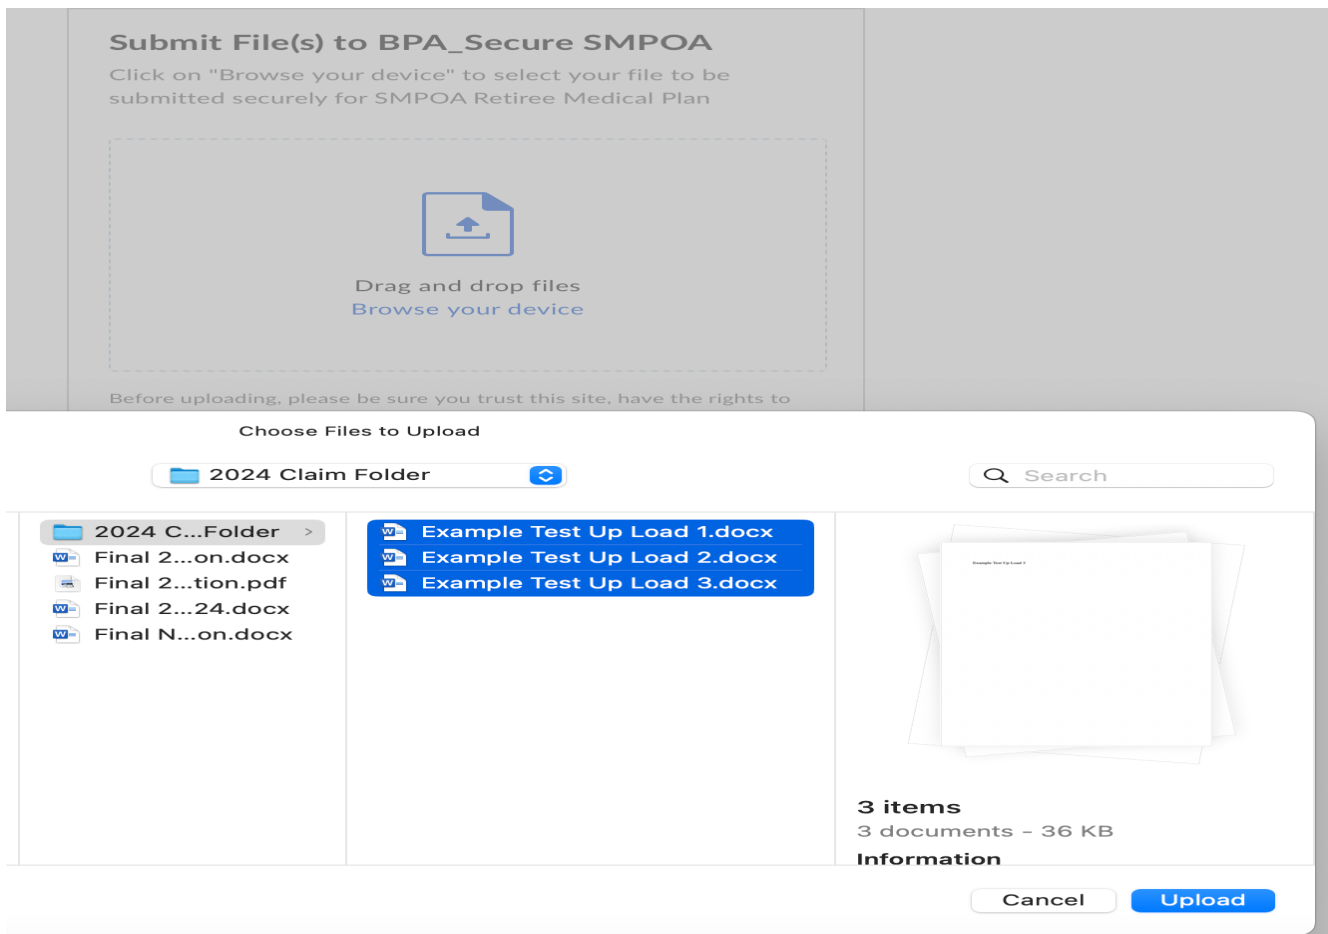 Submit File(s) to BPA_Secure SMPOA
Click on "Browse your device" to select your file to be
submitted securely for SMPOA Retiree Medical Plan
Drag and drop files
Browse your device
Before uploading, please be sure you trust this site, have the rights to
Choose Files to Upload
2024 Claim Folder
Search
2024 C...Folder
Final 2...on.docx
Final 2...tion.pdf
Final 2...24.docx
Final N...on.docx
Example Test Up Load 1.docx
Example Test Up Load 2.docx
Example Test Up Load 3.docx
Example Test Up Load 3
3 items
3 documents - 36 KB
Information
Cancel
Upload